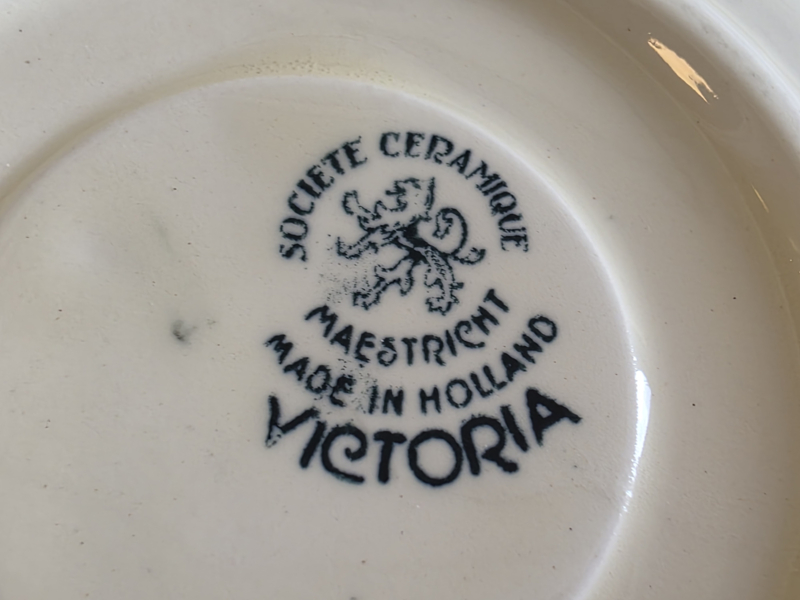 SOCIETE CERAMIQUE
MAESTRICHT
MADE IN HOLLAND
VICTORIA